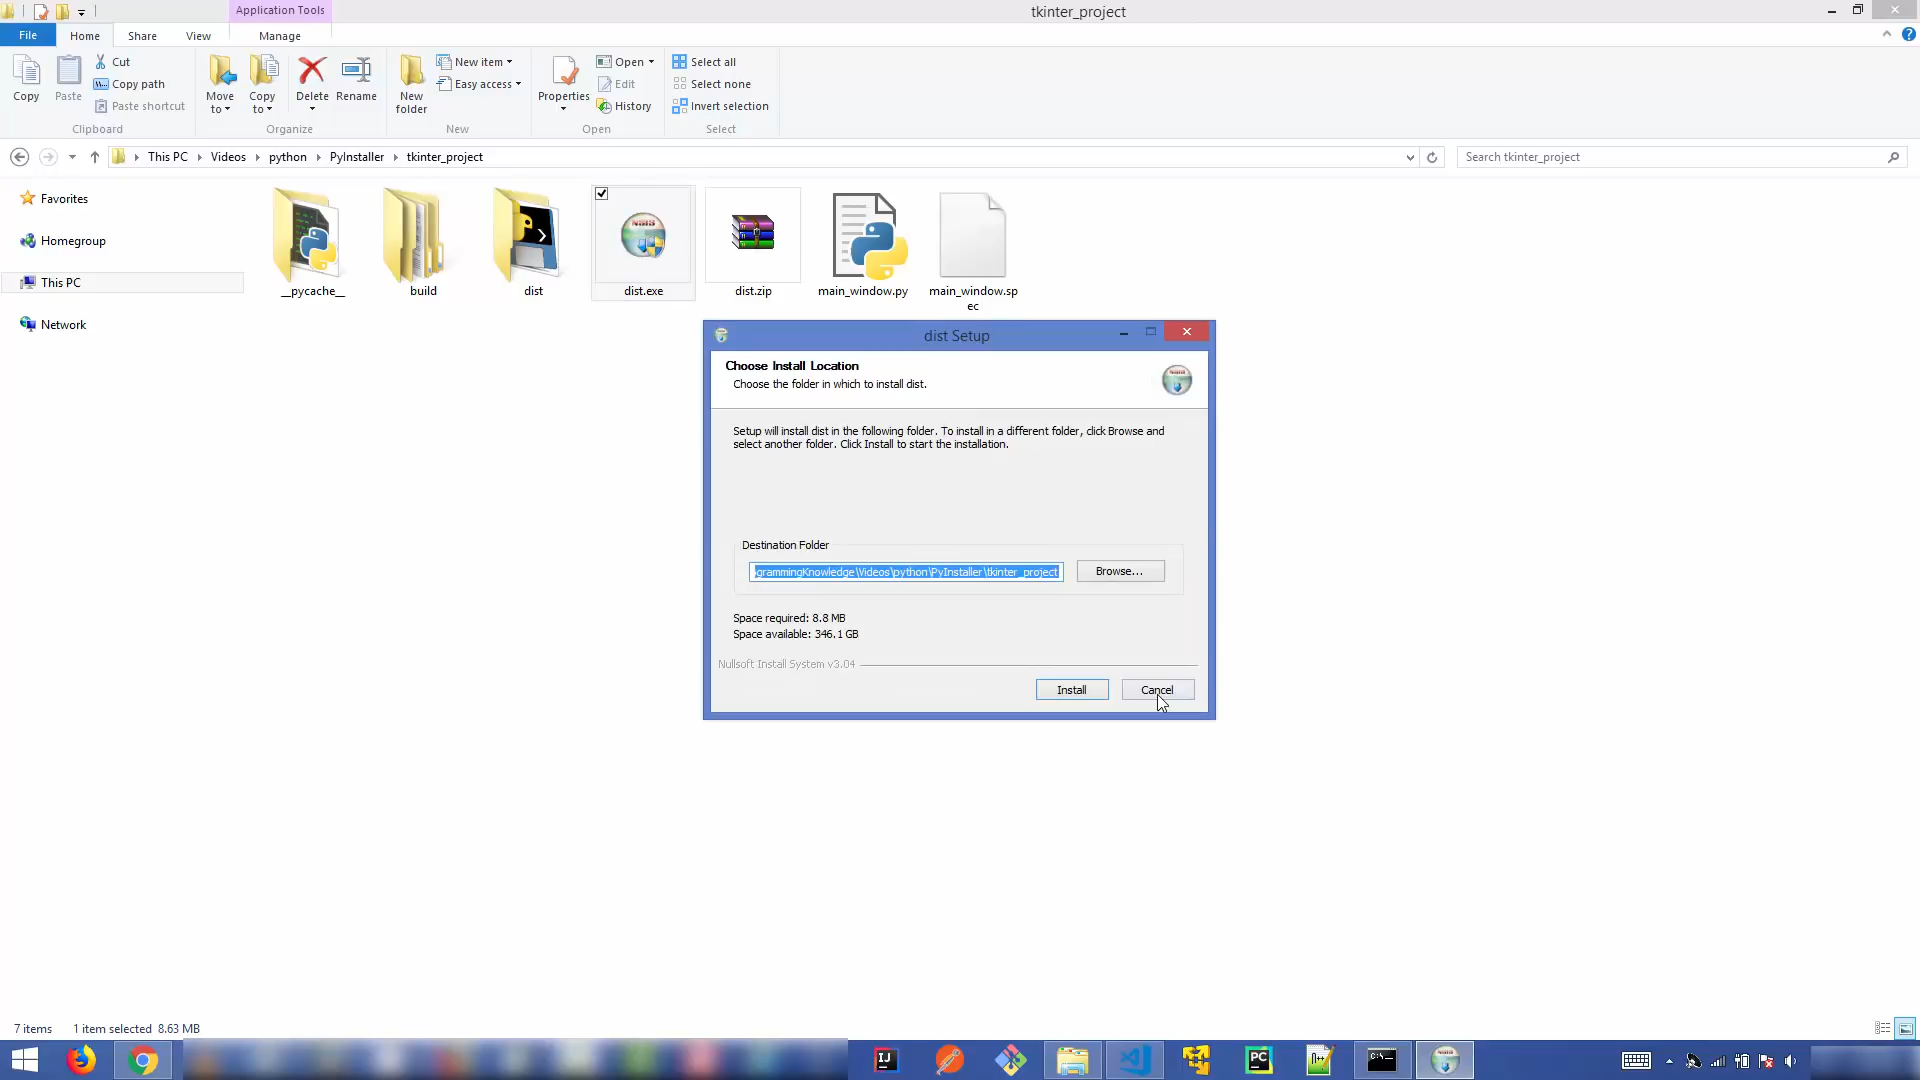 Application Tools
tkinter_project
File
Home
Share
View
Manage
Copy
Paste
Cut
Copy path
Paste shortcut
Clipboard
Move
to
Copy
to
Delete
Rename
Organize
New
folder
New item
Easy access
New
Properties
Open
Edit
History
Open
Select all
Select none
Invert selection
Select
This PC
Videos
python
PyInstaller
tkinter_project
Search tkinter_project
Favorites
Homegroup
This PC
Network
__pycache__
build
dist
dist.exe
dist.zip
main_window.py
main_window.sp
ec
dist Setup
Choose Install Location
Choose the folder in which to install dist.
Setup will install dist in the following folder. To install in a different folder, click Browse and
select another folder. Click Install to start the installation.
Destination Folder
grammingKnowledge\Videos\python\PyInstaller\tkinter_project
Browse...
Space required: 8.8 MB
Space available: 346.1 GB
Nullsoft Install System v3.04
Install
Cancel
7 items
1 item selected 8.63 MB
IJ
PC
C:\